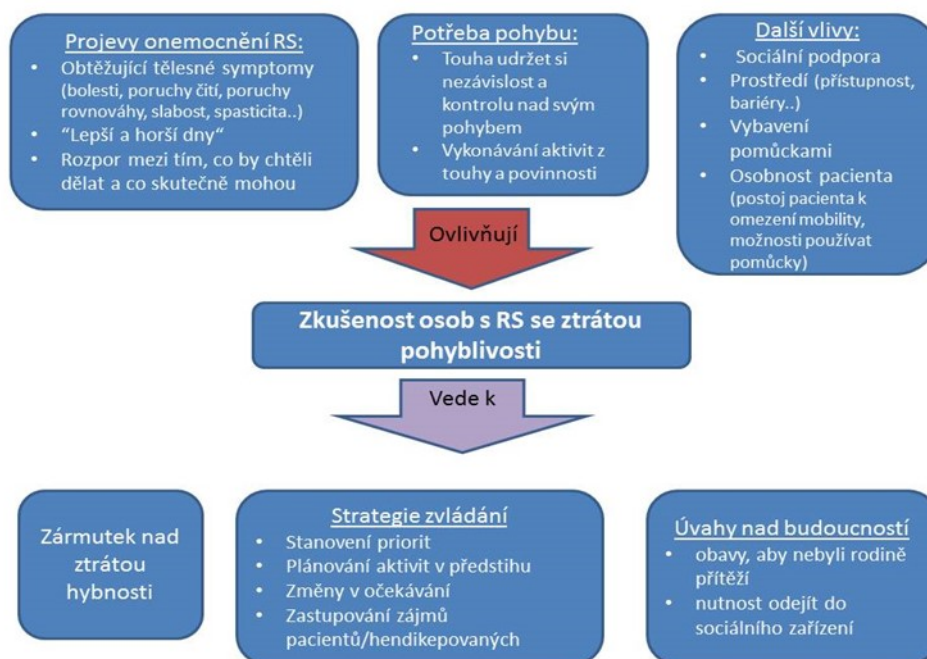 Projevy onemocnění RS:
• Obtěžující tělesné symptomy
(bolesti, poruchy čití, poruchy
rovnováhy, slabost, spasticita..)
• “Lepší a horší dny“
• Rozpor mezi tím, co by chtěli
dělat a co skutečně mohou
Potřeba pohybu:
• Touha udržet si
nezávislost a
kontrolu nad svým
pohybem
• Vykonávání aktivit z
touhy a povinnosti
Další vlivy:
• Sociální podpora
• Prostředí (přístupnost,
bariéry..)
• Vybavení
pomůckami
• Osobnost pacienta
(postoj pacienta k
omezení mobility,
možnosti používat
pomůcky)
Ovlivňují
Zkušenost osob s RS se ztrátou
pohyblivosti
Vede k
Zármutek nad
ztrátou
hybnosti
Strategie zvládání
• Stanovení priorit
• Plánování aktivit v předstihu
• Změny v očekávání
• Zastupování zájmů
pacientů/hendikepovaných
Úvahy nad budoucností
• obavy, aby nebyli rodině
přítěží
• nutnost odejít do
sociálního zařízení